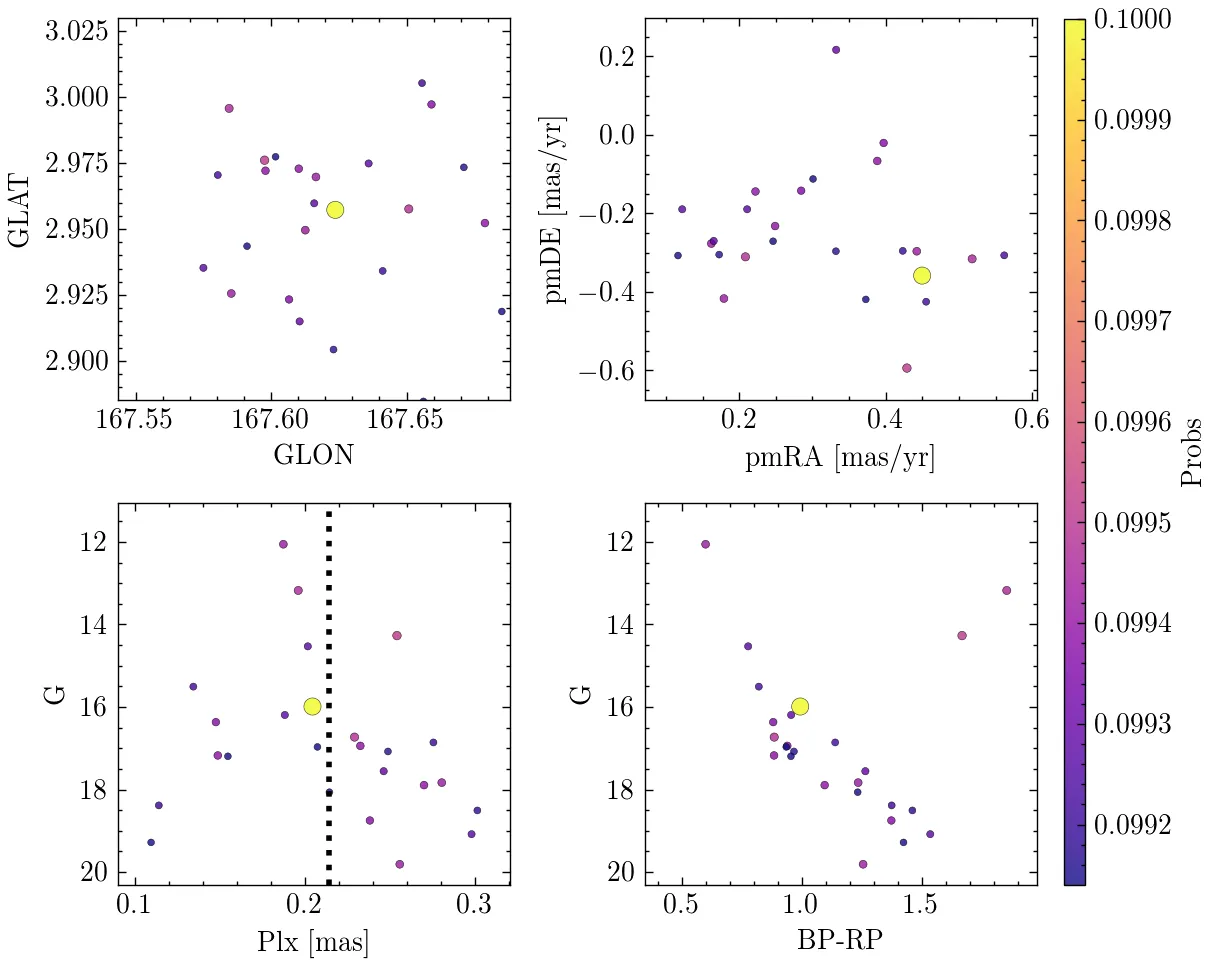 3.025
3.000
2.975
2.950
2.925
2.900
GLAT
167.55 167.60 167.65
GLON
0.2
0.0
−0.2
−0.4
−0.6
pmDE [mas/yr]
0.2 0.4 0.6
pmRA [mas/yr]
12
14
16
18
20
G
0.1 0.2 0.3
Plx [mas]
12
14
16
18
20
G
0.5 1.0 1.5
BP-RP
0.1000
0.0999
0.0998
0.0997
0.0996
0.0995
0.0994
0.0993
0.0992
Probs